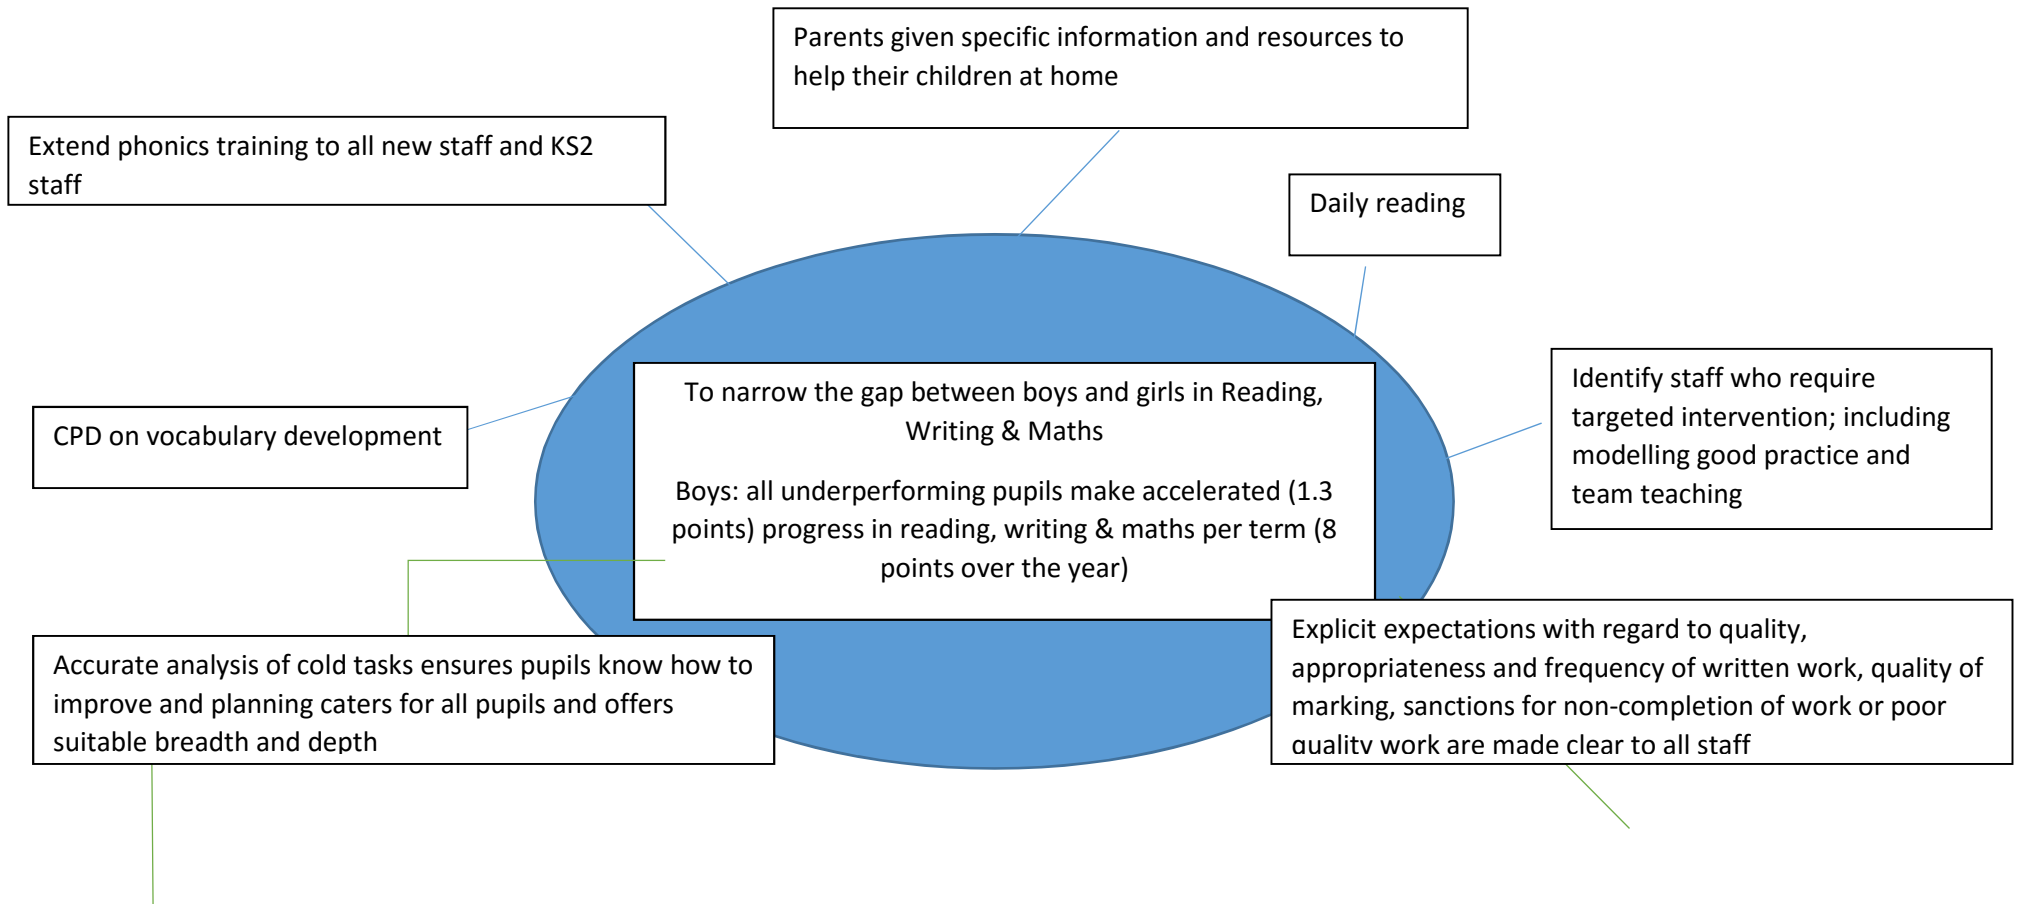 Parents given specific information and resources to
help their children at home
Extend phonics training to all new staff and KS2
staff
Daily reading
Identify staff who require
targeted intervention; including
modelling good practice and
team teaching
CPD on vocabulary development
To narrow the gap between boys and girls in Reading,
Writing & Maths
Boys: all underperforming pupils make accelerated (1.3
points) progress in reading, writing & maths per term (8
points over the year)
Accurate analysis of cold tasks ensures pupils know how to
improve and planning caters for all pupils and offers
suitable breadth and depth
Explicit expectations with regard to quality,
appropriateness and frequency of written work, quality of
marking, sanctions for non-completion of work or poor
quality work are made clear to all staff